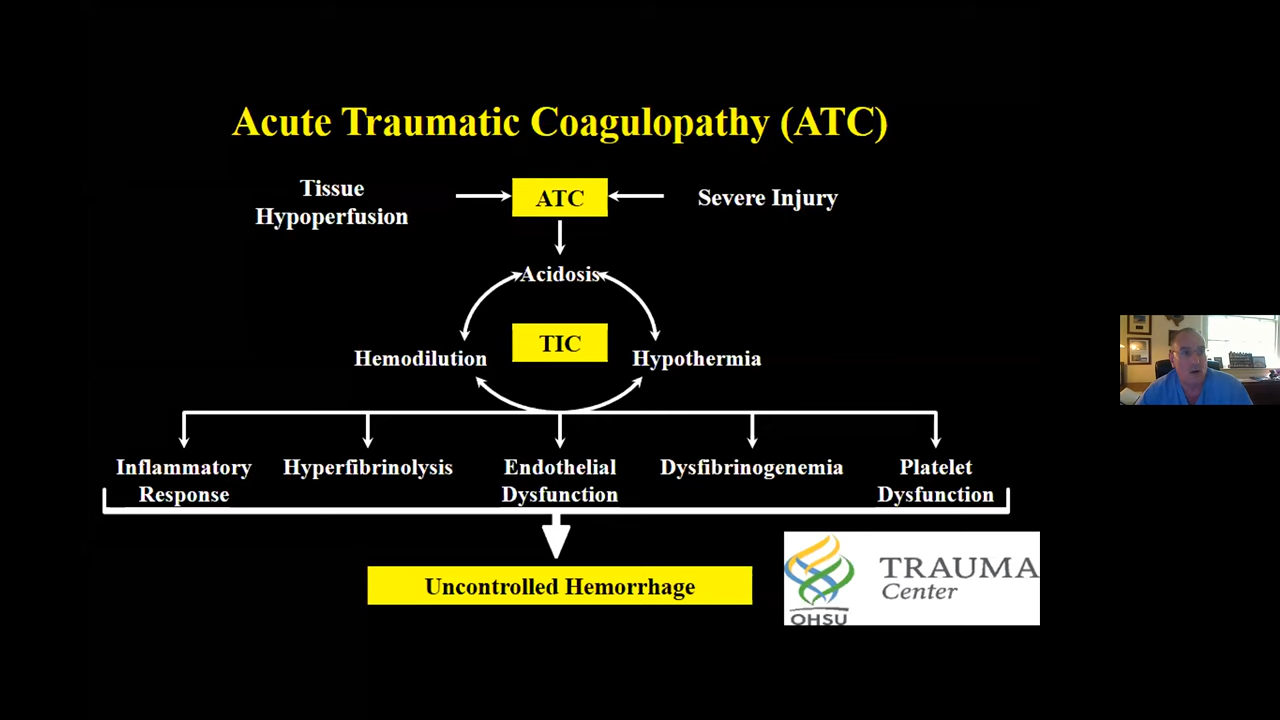 Acute Traumatic Coagulopathy (ATC)
Tissue
Hypoperfusion
ATC
Severe Injury
Acidosis
TIC
Hemodilution
Hypothermia
Inflammatory
Response
Hyperfibrinolysis
Endothelial
Dysfunction
Dysfibrinogenemia
Platelet
Dysfunction
Uncontrolled Hemorrhage
TRAUMA
Center
OHSU